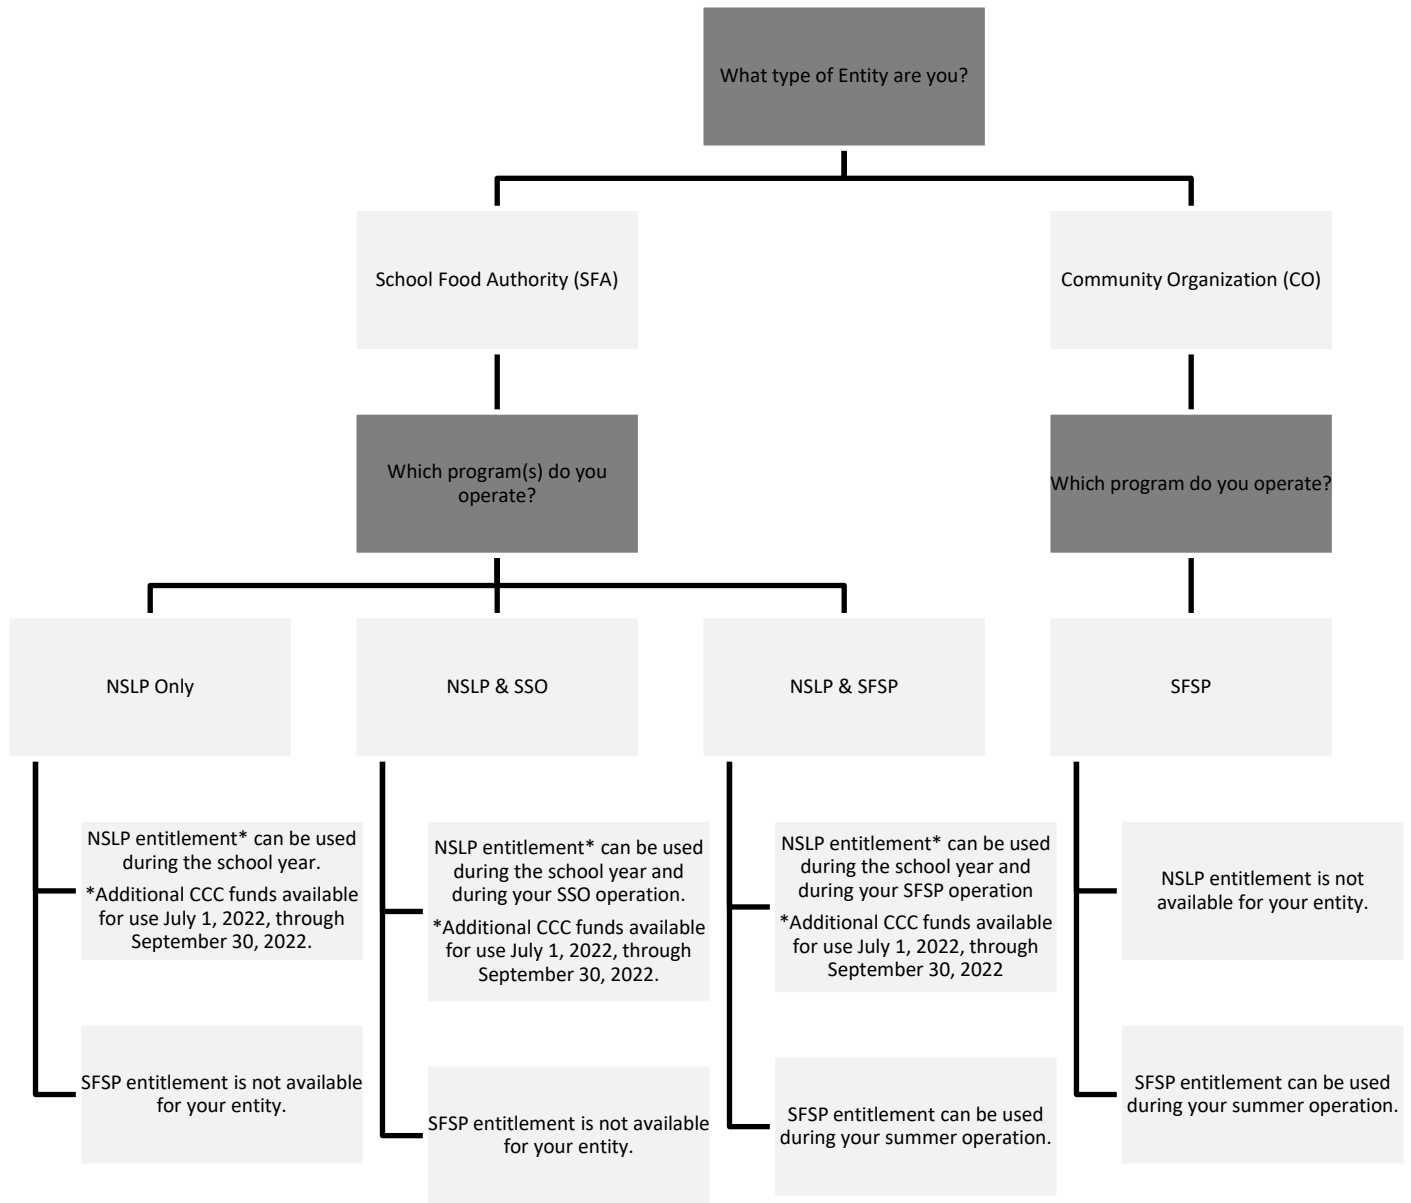 What type of Entity are you?
School Food Authority (SFA)
Community Organization (CO)
Which program(s) do you
operate?
Which program do you operate?
NSLP Only
NSLP & SSO
NSLP & SFSP
SFSP
NSLP entitlement* can be used
during the school year.
*Additional CCC funds available
for use July 1, 2022, through
September 30, 2022.
SFSP entitlement is not available
for your entity.
NSLP entitlement* can be used
during the school year and
during your SSO operation.
*Additional CCC funds available
for use July 1, 2022, through
September 30, 2022.
SFSP entitlement is not available
for your entity.
NSLP entitlement* can be used
during the school year and
during your SFSP operation
*Additional CCC funds available
for use July 1, 2022, through
September 30, 2022
SFSP entitlement can be used
during your summer operation.
NSLP entitlement is not
available for your entity.
SFSP entitlement can be used
during your summer operation.